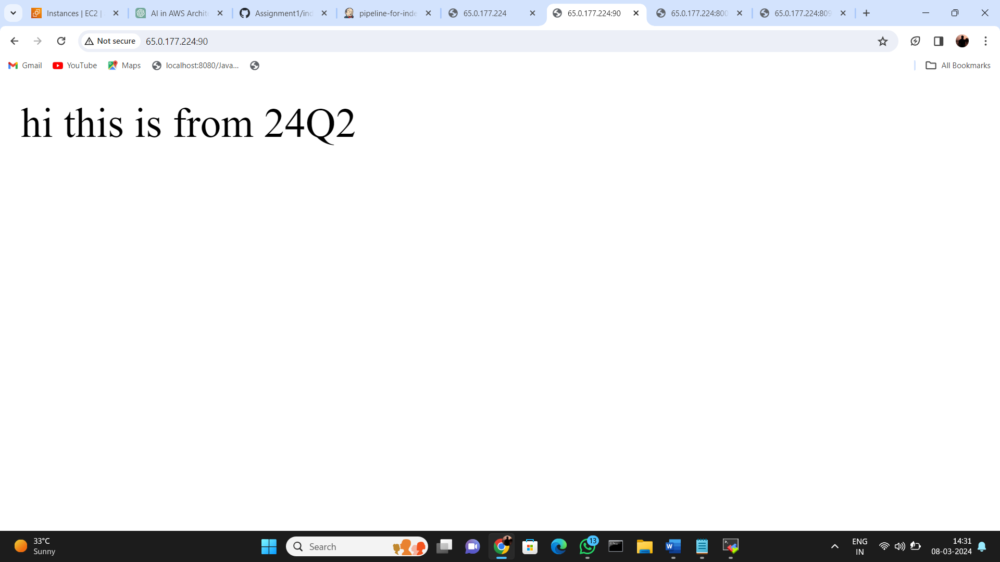 Instances | EC2 |
AI in AWS Archite
Assignment1/ind
pipeline-for-inde
65.0.177.224
65.0.177.224:90
65.0.177.224:800
65.0.177.224:809
Not secure
65.0.177.224:90
Gmail
YouTube
Maps
localhost:8080/Java...
All Bookmarks
hi this is from 24Q2
33°C
Sunny
Search
13
ENG
IN
14:31
08-03-2024